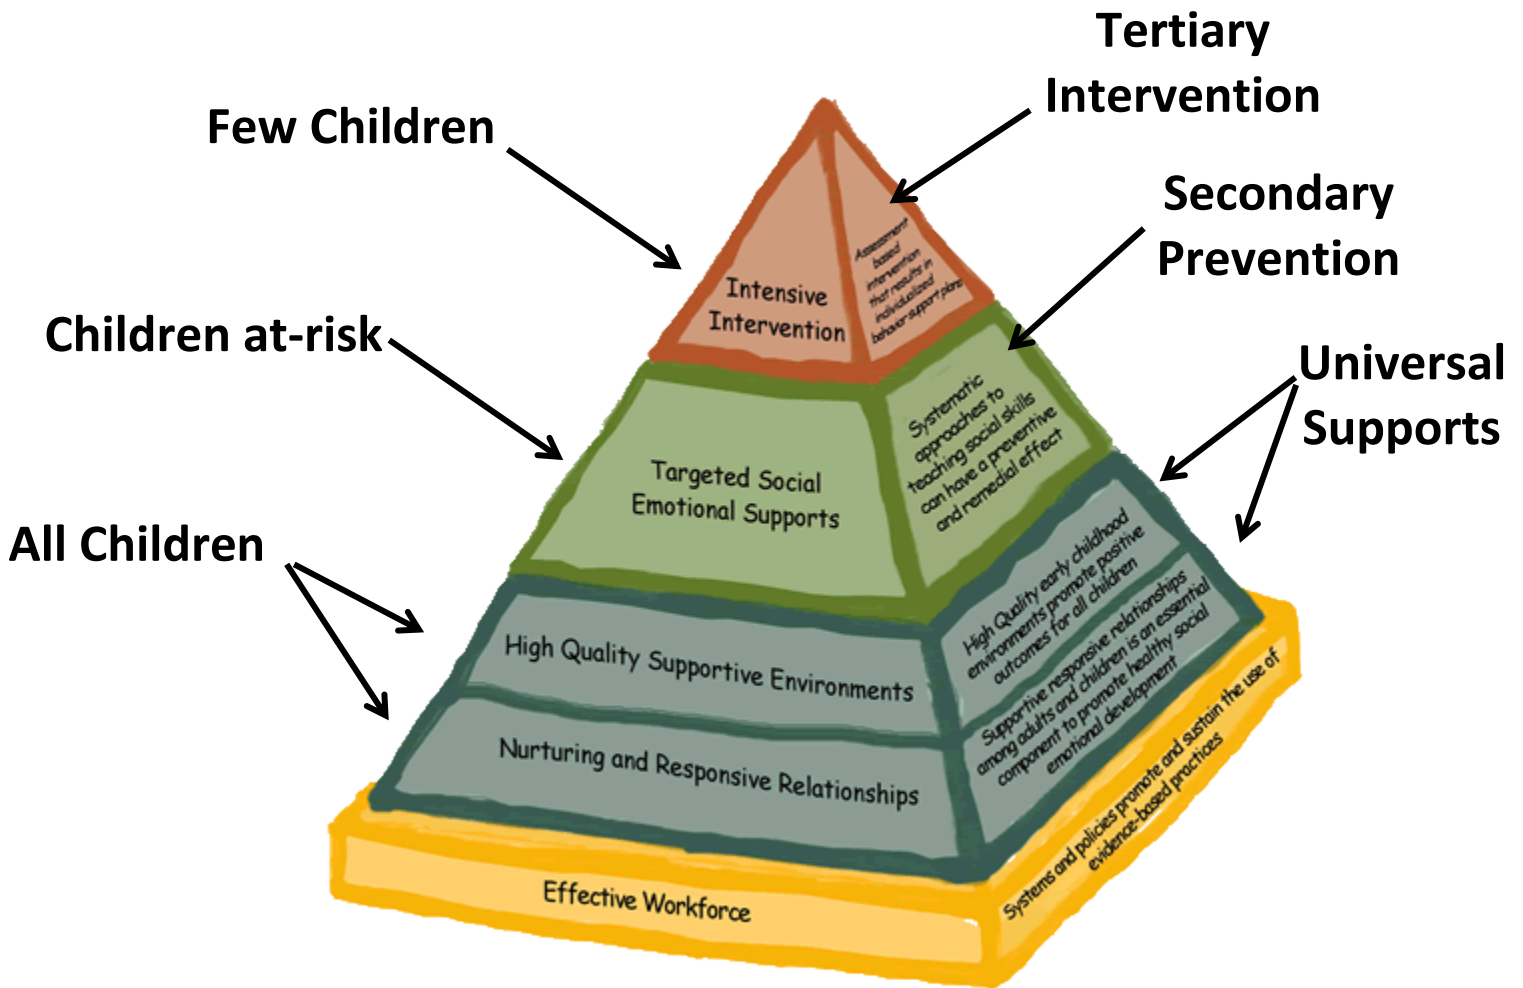 Tertiary
Intervention
Few Children
Secondary
Prevention
Children at-risk
Universal
Supports
All Children
Intensive
Intervention
Assessment
based
intervention
that results in
individualized
behavior support plans
Targeted Social
Emotional Supports
Systematic
approaches to
teaching social skills
can have a preventive
and remedial effect
High Quality Supportive Environments
High Quality early childhood
environments promote positive
outcomes for all children
Nurturing and Responsive Relationships
Supportive responsive relationships
among adults and children is an essential
component to promote healthy social
emotional development
Effective Workforce
Systems and policies promote and sustain the use of
evidence-based practices